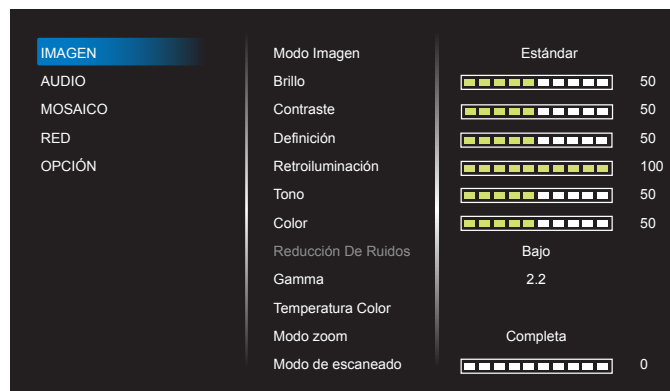 IMAGEN
AUDIO
MOSAICO
RED
OPCIÓN
Modo Imagen Estándar
Brillo 50
Contraste 50
Definición 50
Retroiluminación 100
Tono 50
Color 50
Reducción De Ruidos Bajo
Gamma 2.2
Temperatura Color
Modo zoom Completa
Modo de escaneado 0